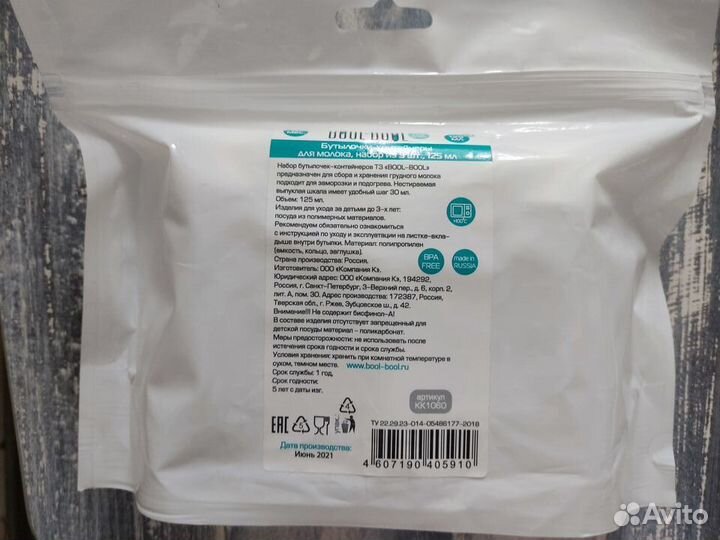 BOOL-BOOL
Бутылочки-контейнеры
для молока, набор из 3 шт., 125 мл
Набор бутылочек-контейнеров ТЗ «BOOL-BOOL»
предназначен для сбора и хранения грудного молока
подходит для заморозки и подогрева. Нестираемая
выпуклая шкала имеет удобный шаг 30 мл.
Объем: 125 мл.
Изделия для ухода за детьми до 3-х лет:
посуда из полимерных материалов.
Рекомендуем обязательно ознакомиться
с инструкцией по уходу и эксплуатации на листке-вкла-
дыше внутри бутылки. Материал: полипропилен
(емкость, кольцо, заглушка).
Страна производства: Россия.
Изготовитель: ООО «Компания К».
Юридический адрес: ООО «Компания К», 194292,
Россия, г. Санкт-Петербург, 3-Верхний пер., д. 6, корп. 2,
лит. А, пом. 30. Адрес производства: 172387, Россия,
Тверская обл., г. Ржев, Зубцовское ш., д. 42.
Внимание!!! Не содержит бисфинол-А!
В составе изделия отсутствует запрещенный для
детской посуды материал – поликарбонат.
Меры предосторожности: не использовать после
истечения срока годности и срока службы.
Условия хранения: хранить при комнатной температуре в
сухом, темном месте. www.bool-bool.ru
Срок службы: 1 год.
Срок годности:
5 лет с даты изг.
+100°C
BPA
FREE
made in
RUSSIA
артикул
КК1060
EAC
5
упак.
Дата производства:
Июнь 2021
ТУ 22.29.23-014-05486177-2018
4 607190 405910
Avito